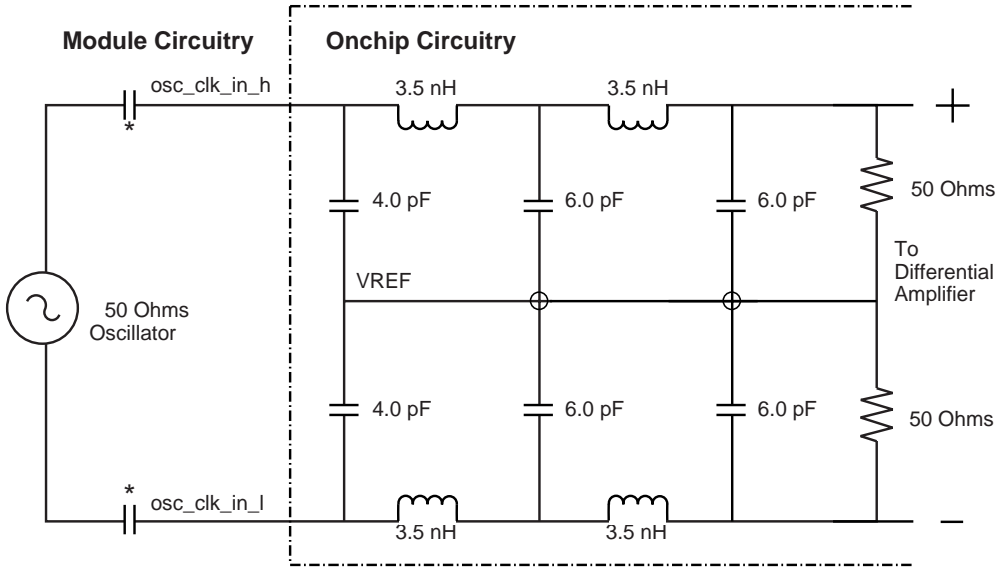 Module Circuitry
Onchip Circuitry
osc_clk_in_h
3.5 nH
3.5 nH
+
*
4.0 pF
6.0 pF
6.0 pF
50 Ohms
To
Differential
Amplifier
VREF
50 Ohms
Oscillator
4.0 pF
6.0 pF
6.0 pF
50 Ohms
*
osc_clk_in_l
3.5 nH
3.5 nH
–